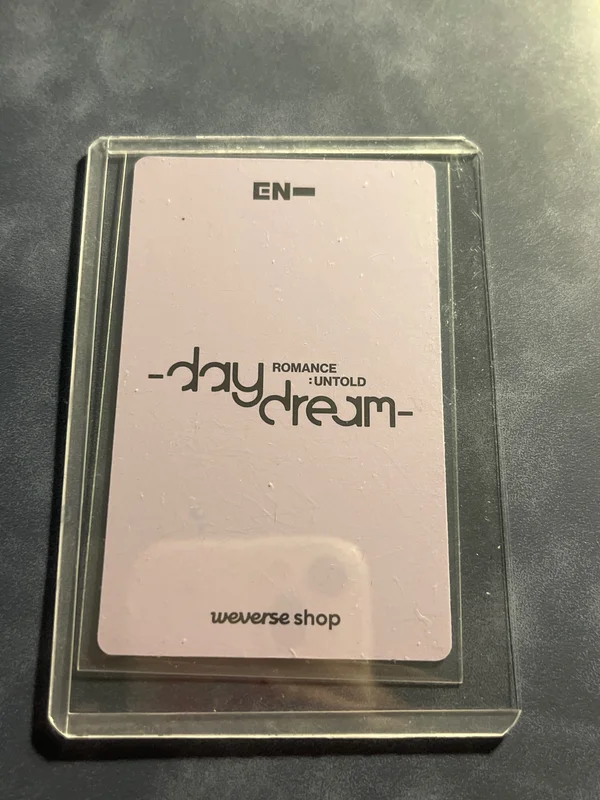 EN-
-day
ROMANCE
:UNTOLD
dream-
weverse shop